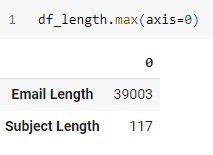 1 df_length.max(axis=0)
0
Email Length 39003
Subject Length 117